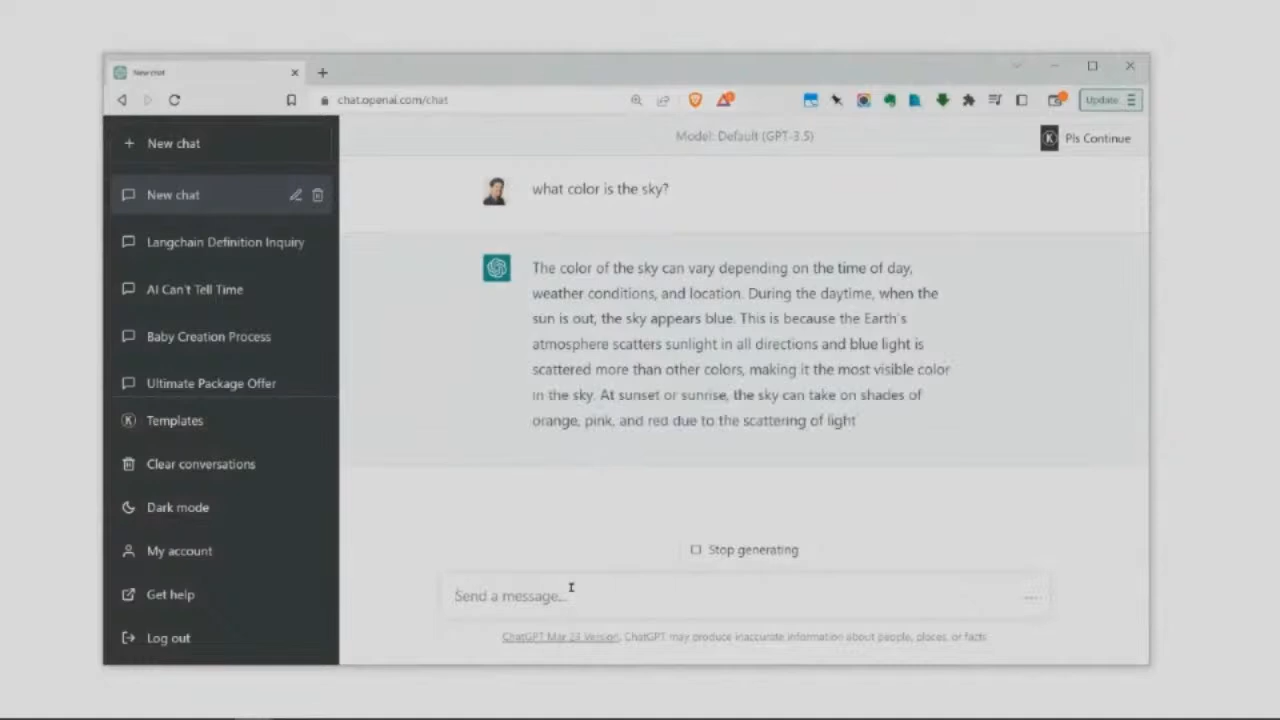 New chat
chat.openai.com/chat
Update
New chat
New chat
Langchain Definition Inquiry
AI Can't Tell Time
Baby Creation Process
Ultimate Package Offer
Templates
Clear conversations
Dark mode
My account
Get help
Log out
Model: Default (GPT-3.5)
Pls Continue
what color is the sky?
The color of the sky can vary depending on the time of day,
weather conditions, and location. During the daytime, when the
sun is out, the sky appears blue. This is because the Earth's
atmosphere scatters sunlight in all directions and blue light is
scattered more than other colors, making it the most visible color
in the sky. At sunset or sunrise, the sky can take on shades of
orange, pink, and red due to the scattering of light
Stop generating
Send a message...
ChatGPT Mar 23 Version. ChatGPT may produce inaccurate information about people, places, or facts